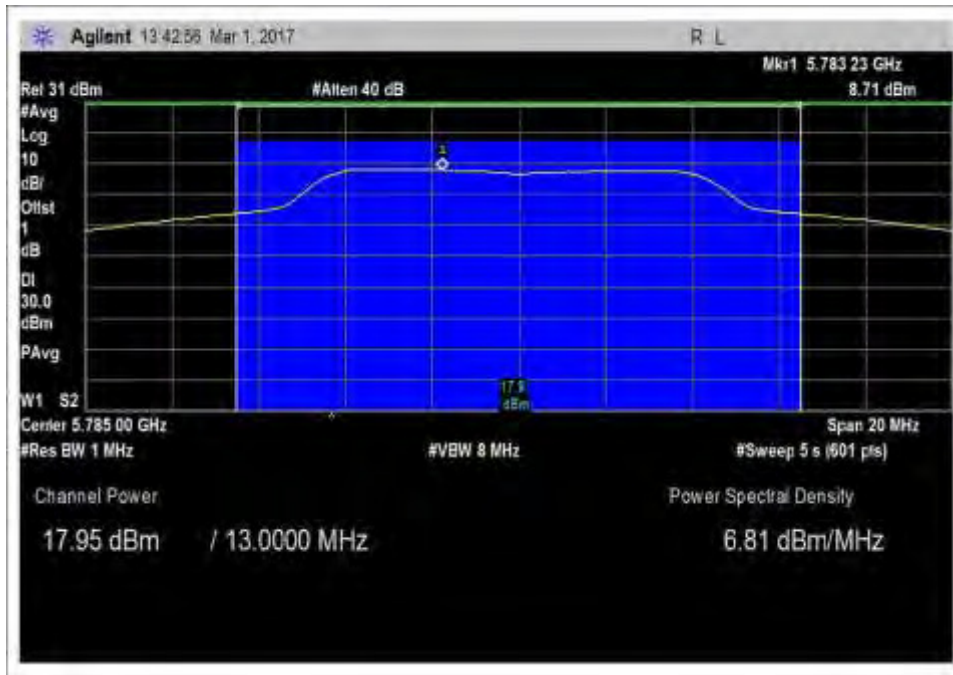 Agilent 13:42:56 Mar 1, 2017
R L
Mkr1 5.783 23 GHz
Ref 31 dBm
#Atten 40 dB
8.71 dBm
#Avg
Log
10
dB/
Offst
1
dB
DI
30.0
dBm
PAvg
W1 S2
1
17.9
dBm
Center 5.785 00 GHz
Span 20 MHz
#Res BW 1 MHz
#VBW 8 MHz
#Sweep 5 s (601 pts)
Channel Power
Power Spectral Density
17.95 dBm / 13.0000 MHz
6.81 dBm/MHz